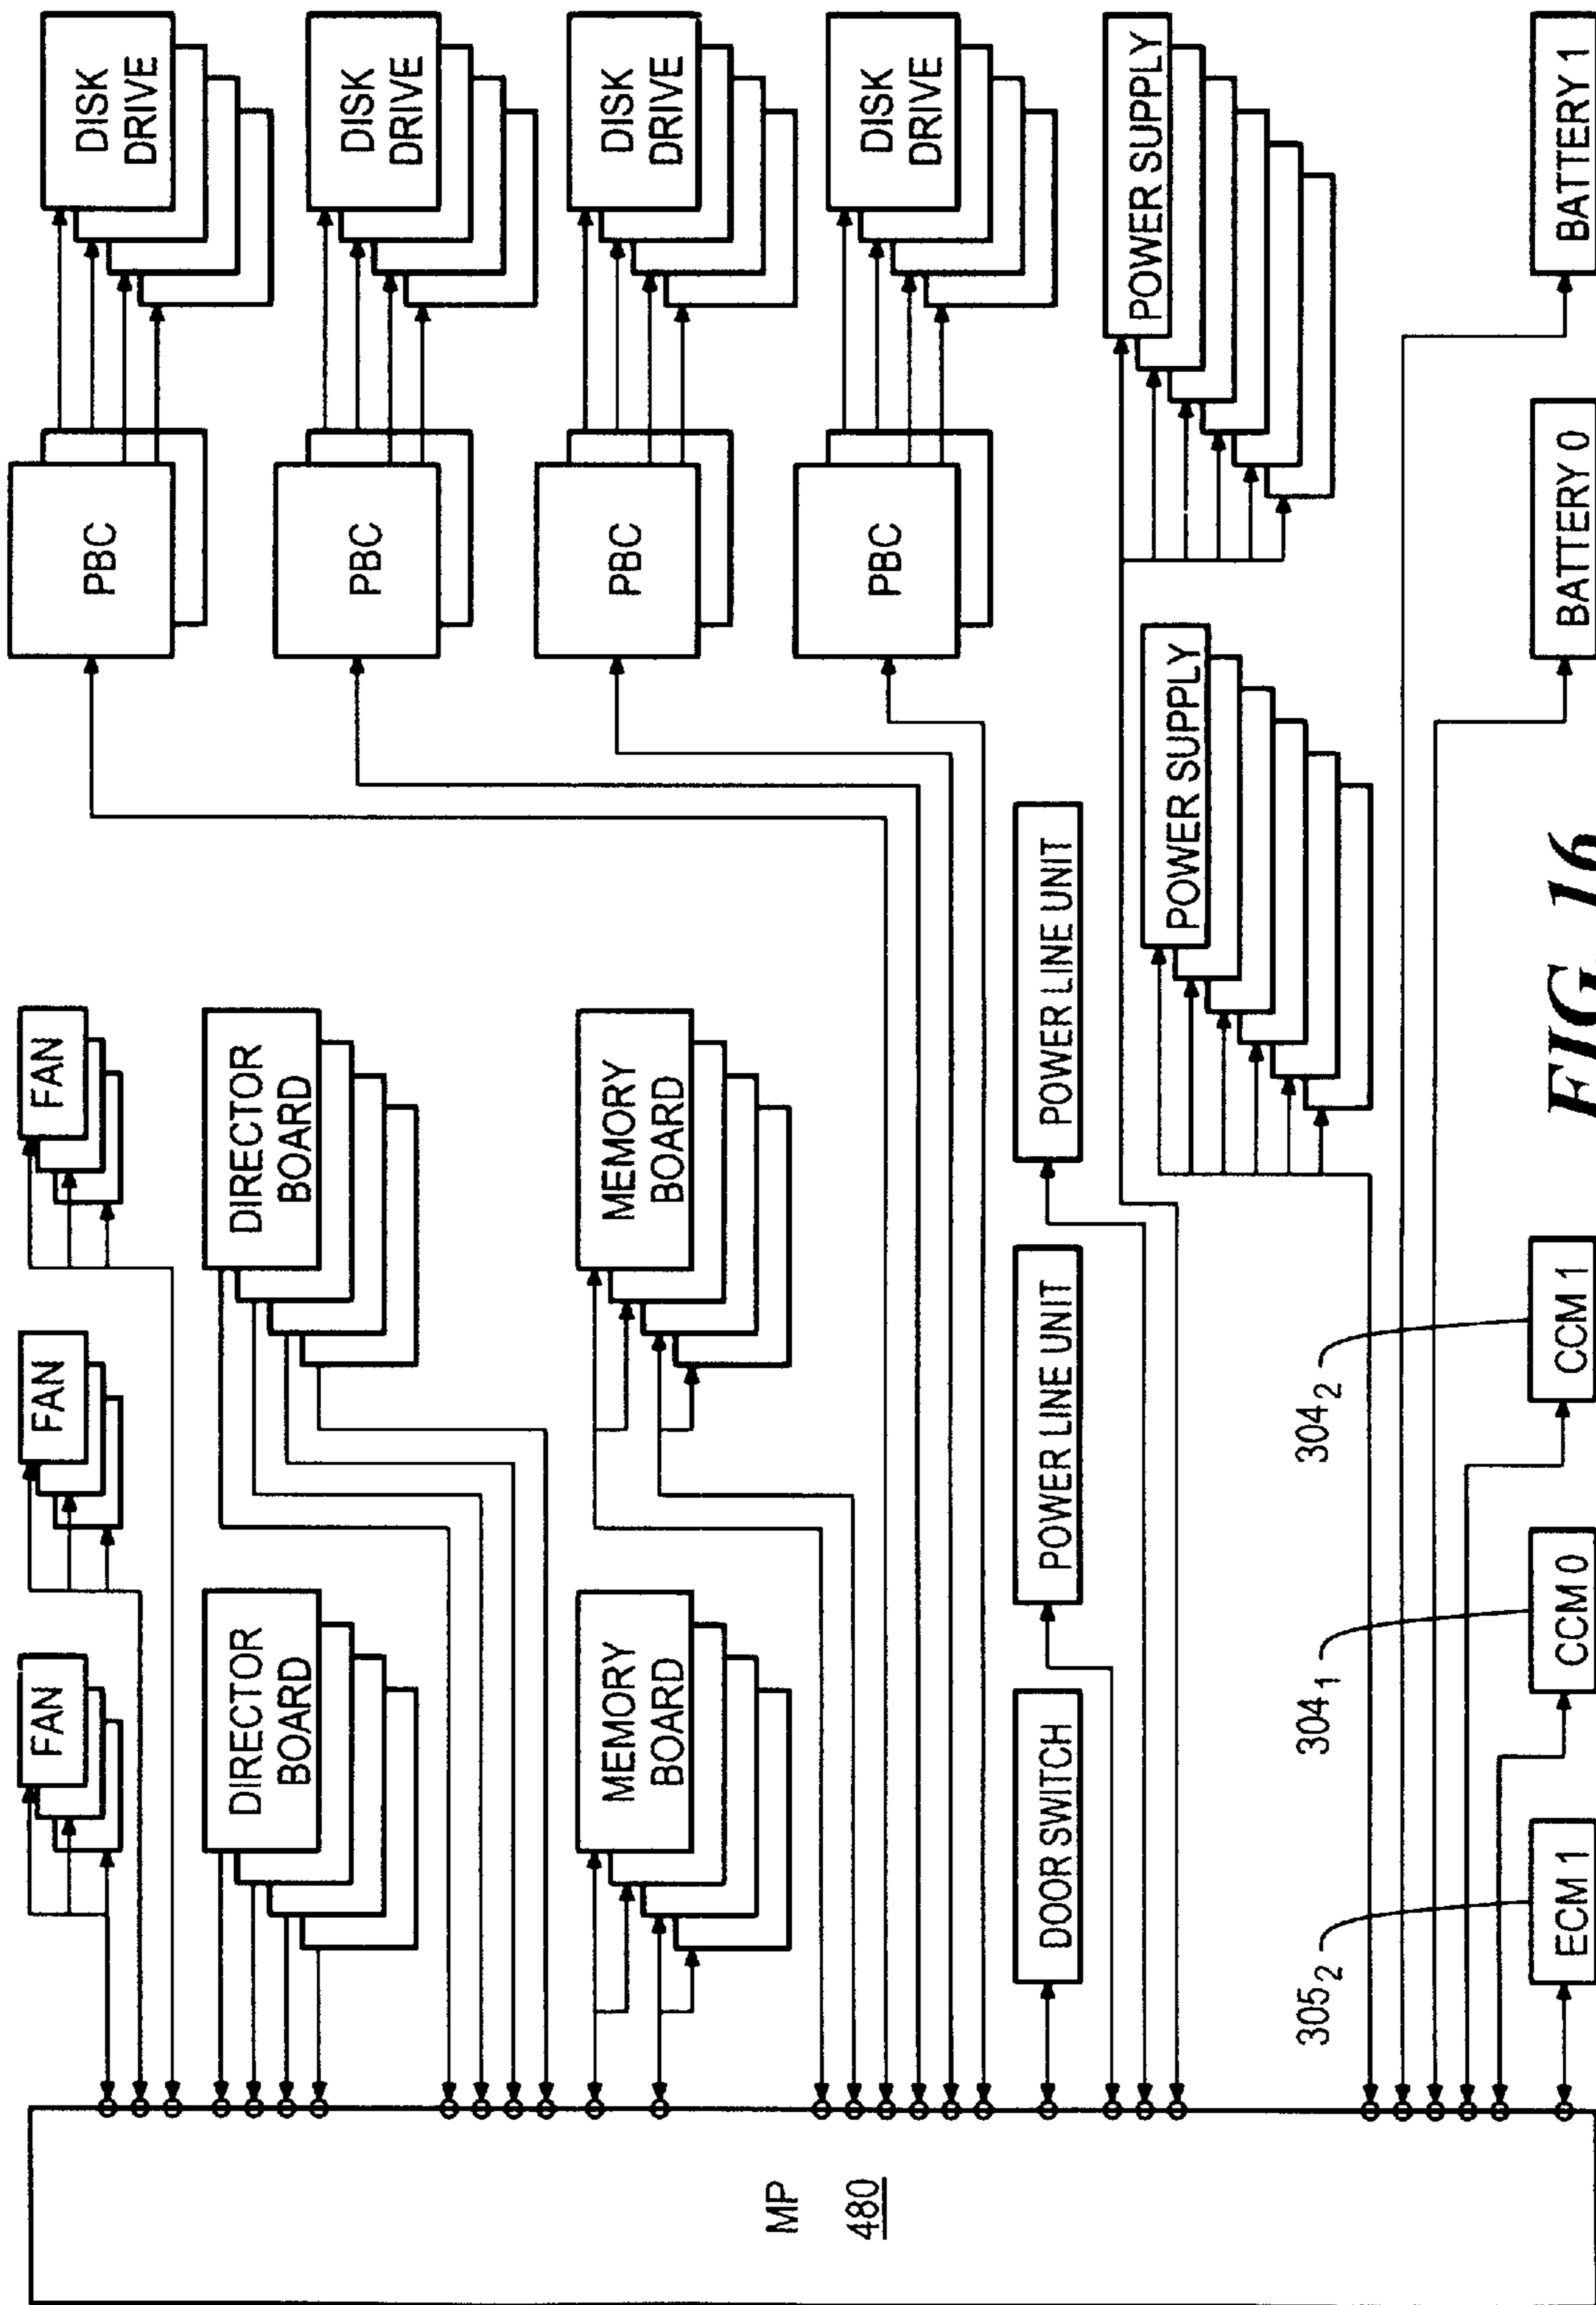 FAN
FAN
FAN
PBC
DISK
DRIVE
DIRECTOR
BOARD
DIRECTOR
BOARD
PBC
DISK
DRIVE
MEMORY
BOARD
MEMORY
BOARD
PBC
DISK
DRIVE
MP
480
PBC
DISK
DRIVE
DOOR SWITCH
POWER LINE UNIT
POWER LINE UNIT
POWER SUPPLY
POWER SUPPLY
305₂
304₁
304₂
ECM 1
CCM 0
CCM 1
BATTERY 0
BATTERY 1
FIG. 16